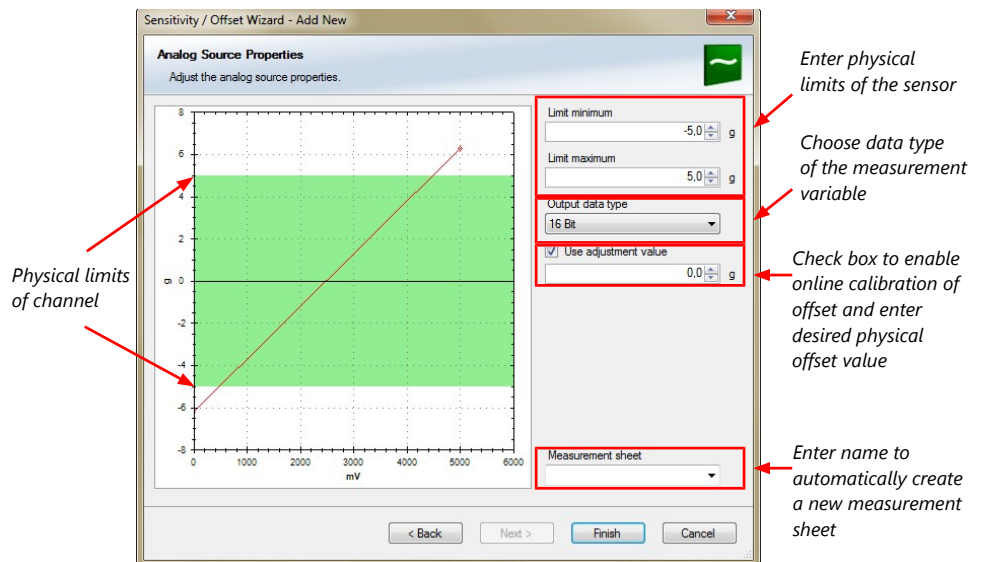 Sensitivity / Offset Wizard - Add New
Analog Source Properties
Adjust the analog source properties.
Physical limits
of channel
8
6
4
2
0
-2
-4
-6
-8
g
0
1000
2000
3000
4000
5000
6000
mV
Limit minimum
-5,0 g
Limit maximum
5,0 g
Output data type
16 Bit
Use adjustment value
0,0 g
Measurement sheet
< Back
Next >
Finish
Cancel
Enter physical
limits of the sensor
Choose data type
of the measurement
variable
Check box to enable
online calibration of
offset and enter
desired physical
offset value
Enter name to
automatically create
a new measurement
sheet